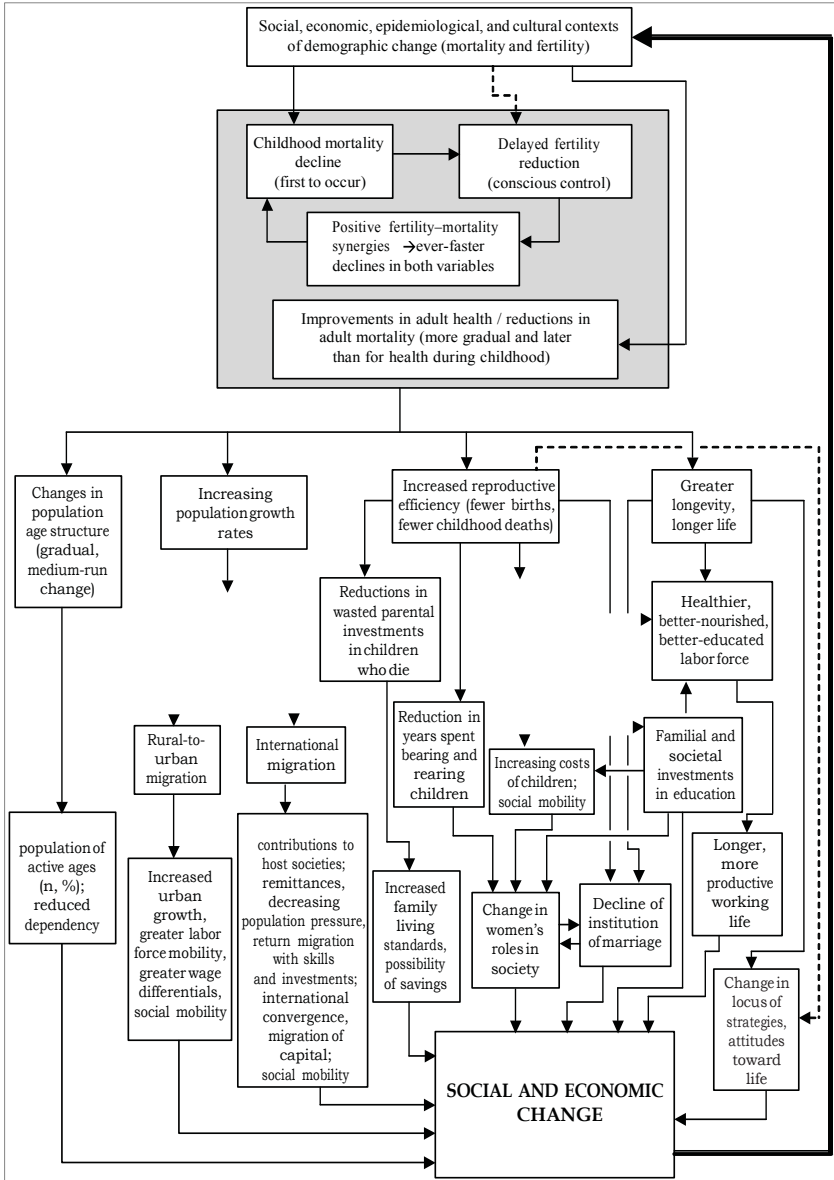 Social, economic, epidemiological, and cultural contexts
of demographic change (mortality and fertility)
Childhood mortality
decline
(first to occur)
Delayed fertility
reduction
(conscious control)
Positive fertility–mortality
synergies →ever-faster
declines in both variables
Improvements in adult health / reductions in
adult mortality (more gradual and later
than for health during childhood)
Changes in
population
age structure
(gradual,
medium-run
change)
Increasing
population growth
rates
Increased reproductive
efficiency (fewer births,
fewer childhood deaths)
Greater
longevity,
longer life
Reductions in
wasted parental
investments
in children
who die
Healthier,
better-nourished,
better-educated
labor force
Rural-to-
urban
migration
International
migration
Reduction in
years spent
bearing and
rearing
children
Increasing costs
of children;
social mobility
Familial and
societal
investments
in education
population of
active ages
(n, %);
reduced
dependency
Increased
urban
growth,
greater labor
force mobility,
greater wage
differentials,
social mobility
contributions to
host societies;
remittances,
decreasing
population pressure,
return migration
with skills
and investments;
international
convergence,
migration of
capital;
social mobility
Increased
family
living
standards,
possibility
of savings
Change in
women's
roles in
society
Decline of
institution
of marriage
Longer,
more
productive
working
life
Change in
locus of
strategies,
attitudes
toward
life
SOCIAL AND ECONOMIC
CHANGE